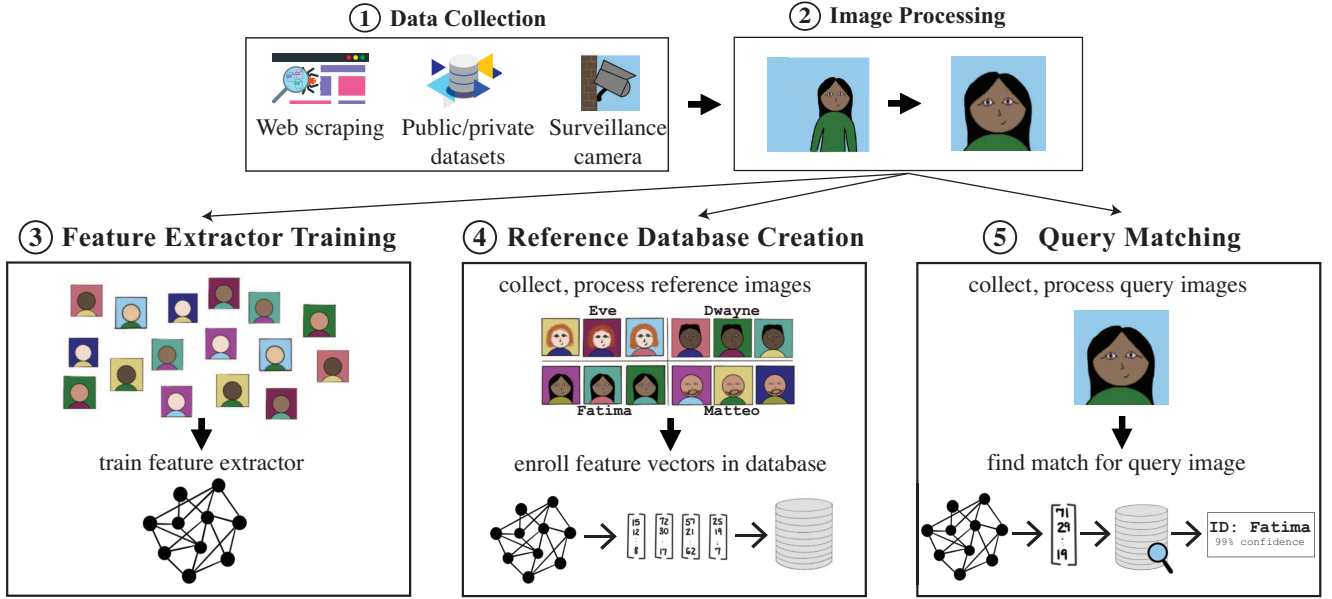 ① Data Collection
② Image Processing
Web scraping
Public/private
datasets
Surveillance
camera
③ Feature Extractor Training
④ Reference Database Creation
⑤ Query Matching
train feature extractor
collect, process reference images
Eve
Dwayne
Fatima
Matteo
enroll feature vectors in database
15
12
⋮
8
72
30
⋮
17
57
21
⋮
62
25
19
⋮
7
collect, process query images
find match for query image
71
29
⋮
19
ID: Fatima
99% confidence